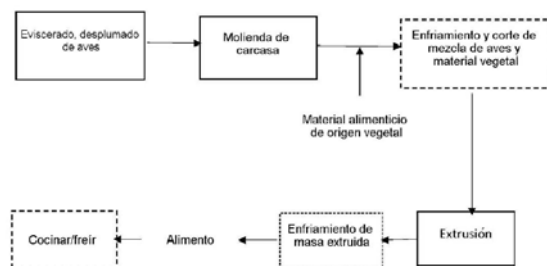 Eviscerado, desplumado
de aves
Molienda de
carcasa
Enfriamiento y corte de
mezcla de aves y
material vegetal
Material alimenticio
de origen vegetal
Cocinar/freir
Alimento
Enfriamiento de
masa extruida
Extrusión